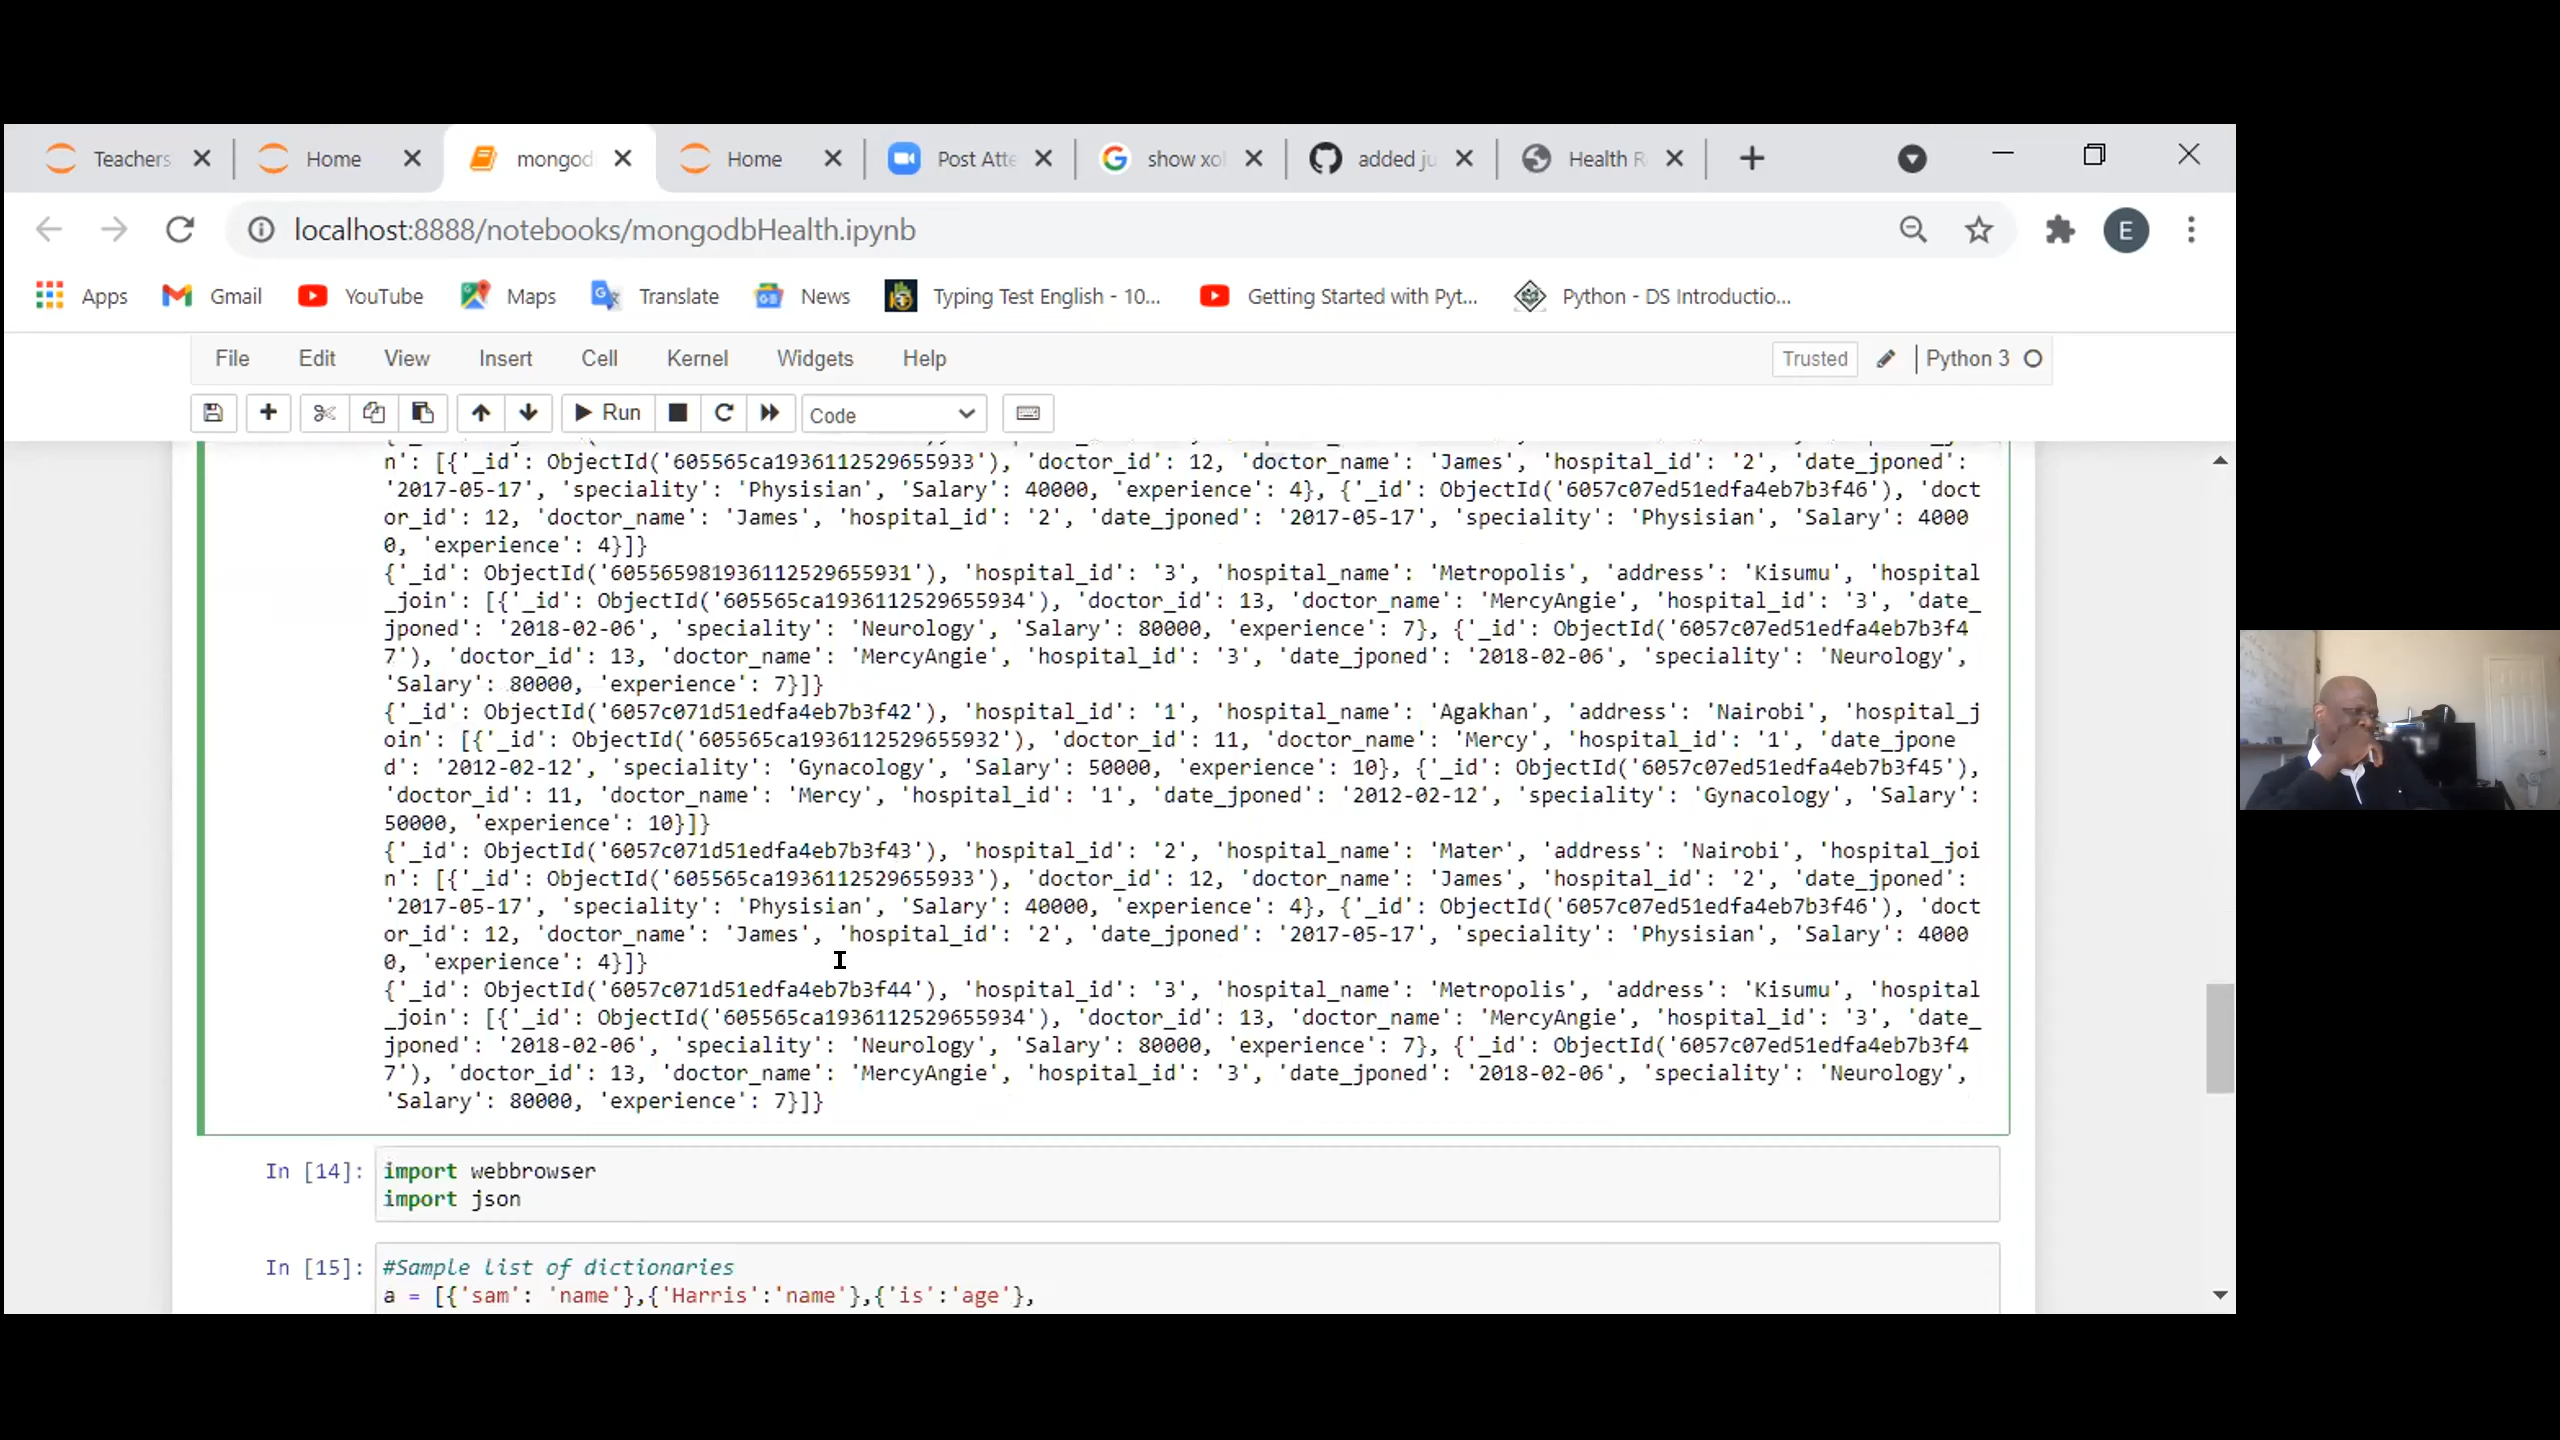 Teachers
Home
mongod
Home
Post Atte
show xol
added ju
Health R
localhost:8888/notebooks/mongodbHealth.ipynb
E
Apps
Gmail
YouTube
Maps
Translate
News
Typing Test English - 10...
Getting Started with Pyt...
Python - DS Introductio...
File
Edit
View
Insert
Cell
Kernel
Widgets
Help
Trusted
Python 3
Run
Code
n': [{'_id': ObjectId('605565ca1936112529655933'), 'doctor_id': 12, 'doctor_name': 'James', 'hospital_id': '2', 'date_jponed':
'2017-05-17', 'speciality': 'Physisian', 'Salary': 40000, 'experience': 4}, {'_id': ObjectId('6057c07ed51edfa4eb7b3f46'), 'doct
or_id': 12, 'doctor_name': 'James', 'hospital_id': '2', 'date_jponed': '2017-05-17', 'speciality': 'Physisian', 'Salary': 4000
0, 'experience': 4}]}
{'_id': ObjectId('605565981936112529655931'), 'hospital_id': '3', 'hospital_name': 'Metropolis', 'address': 'Kisumu', 'hospital
_join': [{'_id': ObjectId('605565ca1936112529655934'), 'doctor_id': 13, 'doctor_name': 'MercyAngie', 'hospital_id': '3', 'date_
jponed': '2018-02-06', 'speciality': 'Neurology', 'Salary': 80000, 'experience': 7}, {'_id': ObjectId('6057c07ed51edfa4eb7b3f4
7'), 'doctor_id': 13, 'doctor_name': 'MercyAngie', 'hospital_id': '3', 'date_jponed': '2018-02-06', 'speciality': 'Neurology',
'Salary': 80000, 'experience': 7}]}
{'_id': ObjectId('6057c071d51edfa4eb7b3f42'), 'hospital_id': '1', 'hospital_name': 'Agakhan', 'address': 'Nairobi', 'hospital_j
oin': [{'_id': ObjectId('605565ca1936112529655932'), 'doctor_id': 11, 'doctor_name': 'Mercy', 'hospital_id': '1', 'date_jpone
d': '2012-02-12', 'speciality': 'Gynacology', 'Salary': 50000, 'experience': 10}, {'_id': ObjectId('6057c07ed51edfa4eb7b3f45'),
'doctor_id': 11, 'doctor_name': 'Mercy', 'hospital_id': '1', 'date_jponed': '2012-02-12', 'speciality': 'Gynacology', 'Salary':
50000, 'experience': 10}]}
{'_id': ObjectId('6057c071d51edfa4eb7b3f43'), 'hospital_id': '2', 'hospital_name': 'Mater', 'address': 'Nairobi', 'hospital_joi
n': [{'_id': ObjectId('605565ca1936112529655933'), 'doctor_id': 12, 'doctor_name': 'James', 'hospital_id': '2', 'date_jponed':
'2017-05-17', 'speciality': 'Physisian', 'Salary': 40000, 'experience': 4}, {'_id': ObjectId('6057c07ed51edfa4eb7b3f46'), 'doct
or_id': 12, 'doctor_name': 'James', 'hospital_id': '2', 'date_jponed': '2017-05-17', 'speciality': 'Physisian', 'Salary': 4000
0, 'experience': 4}]}
{'_id': ObjectId('6057c071d51edfa4eb7b3f44'), 'hospital_id': '3', 'hospital_name': 'Metropolis', 'address': 'Kisumu', 'hospital
_join': [{'_id': ObjectId('605565ca1936112529655934'), 'doctor_id': 13, 'doctor_name': 'MercyAngie', 'hospital_id': '3', 'date_
jponed': '2018-02-06', 'speciality': 'Neurology', 'Salary': 80000, 'experience': 7}, {'_id': ObjectId('6057c07ed51edfa4eb7b3f4
7'), 'doctor_id': 13, 'doctor_name': 'MercyAngie', 'hospital_id': '3', 'date_jponed': '2018-02-06', 'speciality': 'Neurology',
'Salary': 80000, 'experience': 7}]}
In [14]:
import webbrowser
import json
In [15]:
#Sample list of dictionaries
a = [{'sam': 'name'},{'Harris':'name'},{'is':'age'},